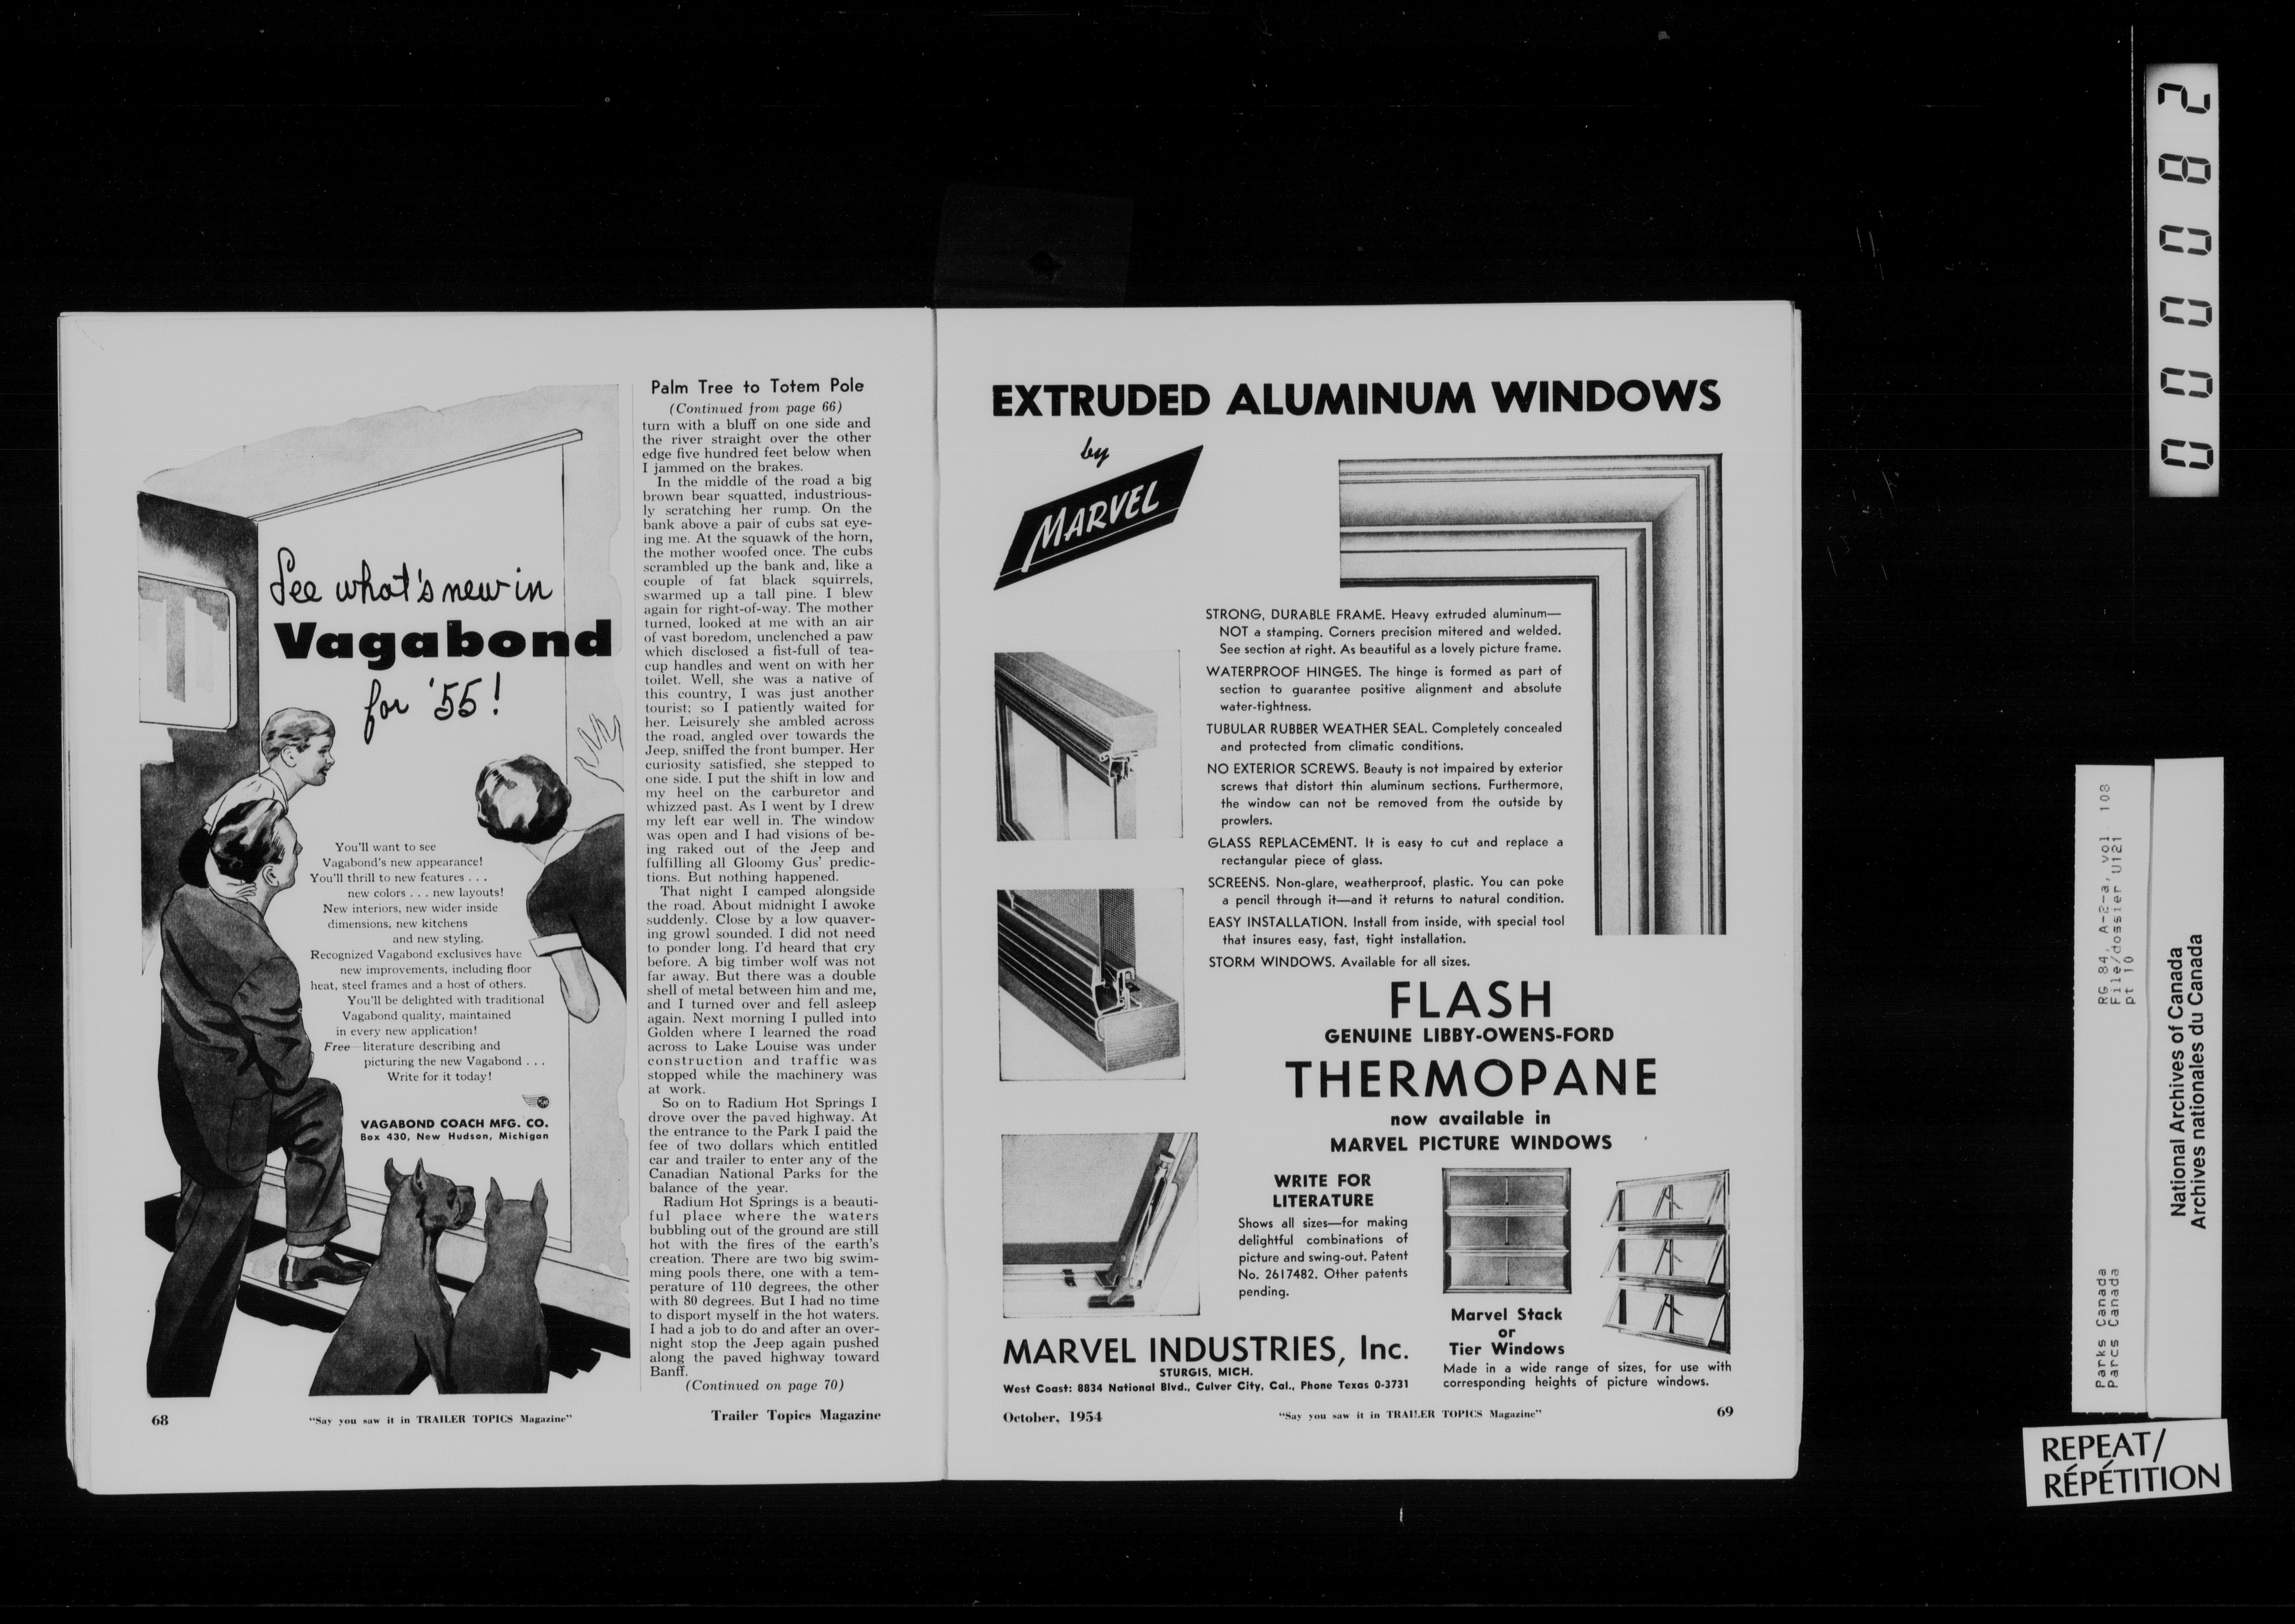 See what's new in
Vagabond
for '55!
You'll want to see
Vagabond's new appearance!
You'll thrill to new features . . .
new colors . . . new layouts!
New interiors, new wider inside
dimensions, new kitchens
and new styling.
Recognized Vagabond exclusives have
new improvements, including floor
heat, steel frames and a host of others.
You'll be delighted with traditional
Vagabond quality, maintained
in every new application!
Free—literature describing and
picturing the new Vagabond . . .
Write for it today!
VAGABOND COACH MFG. CO.
Box 430, New Hudson, Michigan
Palm Tree to Totem Pole
(Continued from page 66)
turn with a bluff on one side and
the river straight over the other
edge five hundred feet below when
I jammed on the brakes.
In the middle of the road a big
brown bear squatted, industrious-
ly scratching her rump. On the
bank above a pair of cubs sat eye-
ing me. At the squawk of the horn,
the mother woofed once. The cubs
scrambled up the bank and, like a
couple of fat black squirrels,
swarmed up a tall pine. I blew
again for right-of-way. The mother
turned, looked at me with an air
of vast boredom, unclenched a paw
which disclosed a fist-full of tea-
cup handles and went on with her
toilet. Well, she was a native of
this country, I was just another
tourist; so I patiently waited for
her. Leisurely she ambled across
the road, angled over towards the
Jeep, sniffed the front bumper. Her
curiosity satisfied, she stepped to
one side. I put the shift in low and
my heel on the carburetor and
whizzed past. As I went by I drew
my left ear well in. The window
was open and I had visions of be-
ing raked out of the Jeep and
fulfilling all Gloomy Gus' predic-
tions. But nothing happened.
That night I camped alongside
the road. About midnight I awoke
suddenly. Close by a low quaver-
ing growl sounded. I did not need
to ponder long. I'd heard that cry
before. A big timber wolf was not
far away. But there was a double
shell of metal between him and me,
and I turned over and fell asleep
again. Next morning I pulled into
Golden where I learned the road
across to Lake Louise was under
construction and traffic was
stopped while the machinery was
at work.
So on to Radium Hot Springs I
drove over the paved highway. At
the entrance to the Park I paid the
fee of two dollars which entitled
car and trailer to enter any of the
Canadian National Parks for the
balance of the year.
Radium Hot Springs is a beauti-
ful place where the waters
bubbling out of the ground are still
hot with the fires of the earth's
creation. There are two big swim-
ming pools there, one with a tem-
perature of 110 degrees, the other
with 80 degrees. But I had no time
to disport myself in the hot waters.
I had a job to do and after an over-
night stop the Jeep again pushed
along the paved highway toward
Banff.
(Continued on page 70)
68
"Say you saw it in TRAILER TOPICS Magazine"
Trailer Topics Magazine
EXTRUDED ALUMINUM WINDOWS
by
MARVEL
STRONG, DURABLE FRAME. Heavy extruded aluminum—
NOT a stamping. Corners precision mitered and welded.
See section at right. As beautiful as a lovely picture frame.
WATERPROOF HINGES. The hinge is formed as part of
section to guarantee positive alignment and absolute
water-tightness.
TUBULAR RUBBER WEATHER SEAL. Completely concealed
and protected from climatic conditions.
NO EXTERIOR SCREWS. Beauty is not impaired by exterior
screws that distort thin aluminum sections. Furthermore,
the window can not be removed from the outside by
prowlers.
GLASS REPLACEMENT. It is easy to cut and replace a
rectangular piece of glass.
SCREENS. Non-glare, weatherproof, plastic. You can poke
a pencil through it—and it returns to natural condition.
EASY INSTALLATION. Install from inside, with special tool
that insures easy, fast, tight installation.
STORM WINDOWS. Available for all sizes.
FLASH
GENUINE LIBBY-OWENS-FORD
THERMOPANE
now available in
MARVEL PICTURE WINDOWS
WRITE FOR
LITERATURE
Shows all sizes—for making
delightful combinations of
picture and swing-out. Patent
No. 2617482. Other patents
pending.
Marvel Stack
or
Tier Windows
Made in a wide range of sizes, for use with
corresponding heights of picture windows.
MARVEL INDUSTRIES, Inc.
STURGIS, MICH.
West Coast: 8834 National Blvd., Culver City, Cal., Phone Texas 0-3731
October, 1954
"Say you saw it in TRAILER TOPICS Magazine"
69
000082
RG 84, A-2-a, vol. 108
File/dossier U121
pt 10
Parks Canada
Parcs Canada
National Archives of Canada
Archives nationales du Canada
REPEAT/
RÉPÉTITION